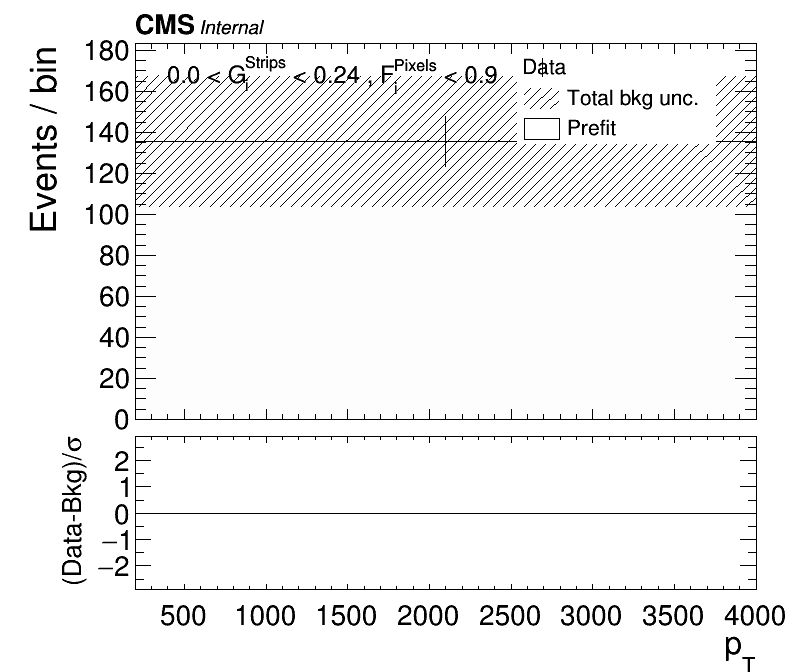 CMS Internal
Events / bin
180
160
140
120
100
80
60
40
20
0
0.0 < G_i^Strips < 0.24 , F_i^Pixels < 0.9
Data
Total bkg unc.
Prefit
(Data-Bkg)/σ
2
1
0
−1
−2
500 1000 1500 2000 2500 3000 3500 4000
p_T